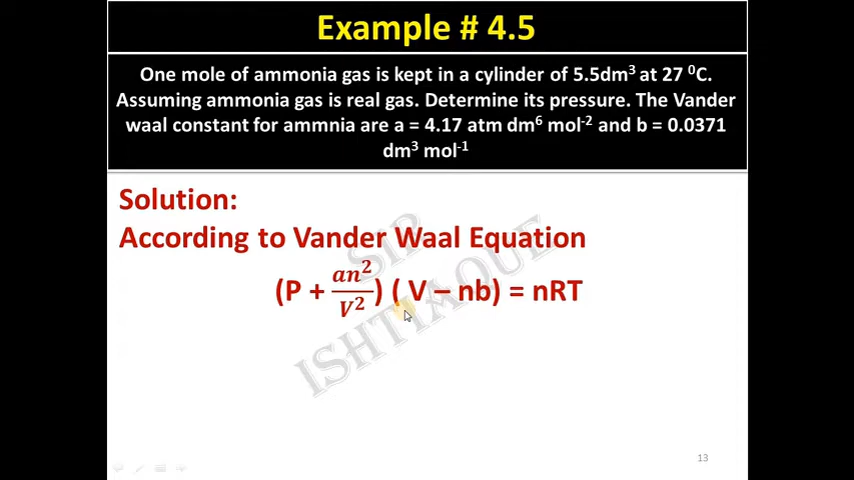 Example # 4.5
One mole of ammonia gas is kept in a cylinder of 5.5dm³ at 27 ⁰C.
Assuming ammonia gas is real gas. Determine its pressure. The Vander
waal constant for ammnia are a = 4.17 atm dm⁶ mol⁻² and b = 0.0371
dm³ mol⁻¹
Solution:
According to Vander Waal Equation
(P + an²/V²) ( V – nb) = nRT
SIR
ISHTIAQUE
13